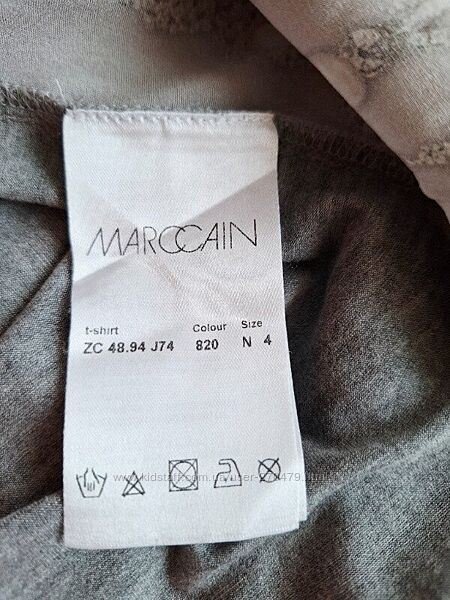 MARCCAIN
t-shirt Colour Size
ZC 48.94 J74 820 N 4